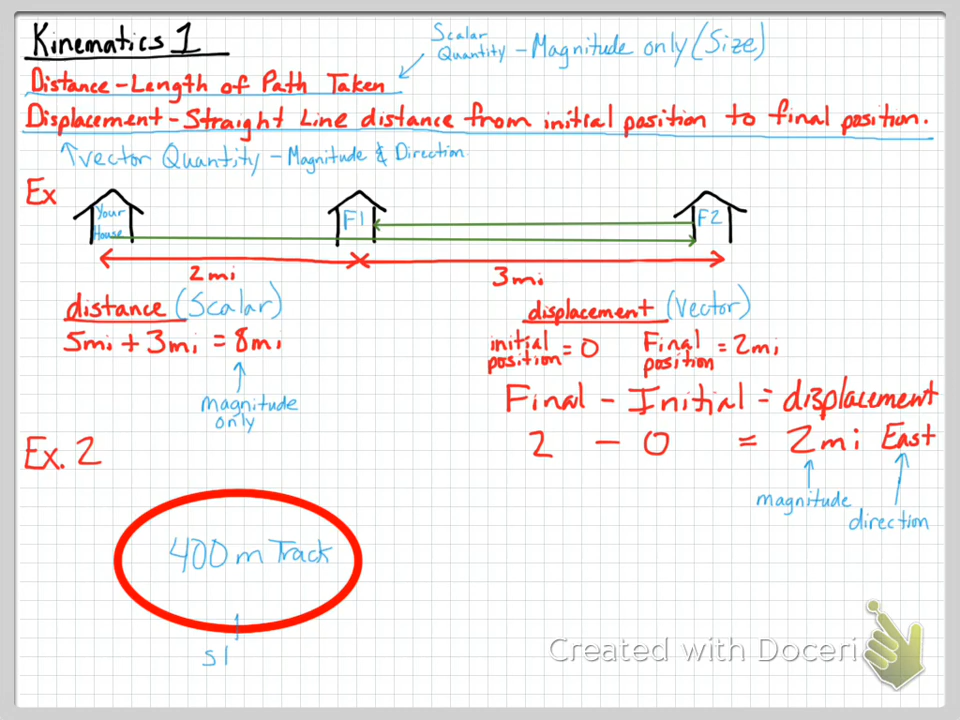 Kinematics 1
Scalar
Quantity - Magnitude only (Size)
Distance - Length of Path Taken
Displacement - Straight Line distance from initial position to final position.
Vector Quantity - Magnitude & Direction
Ex
Your
House
F1
F2
2mi
3mi
distance (Scalar)
5mi + 3mi = 8mi
magnitude
only
displacement (Vector)
initial
position = 0
Final
position = 2mi
Final - Initial = displacement
2 - 0 = 2mi East
magnitude
direction
Ex. 2
400m Track
Created with Doceri